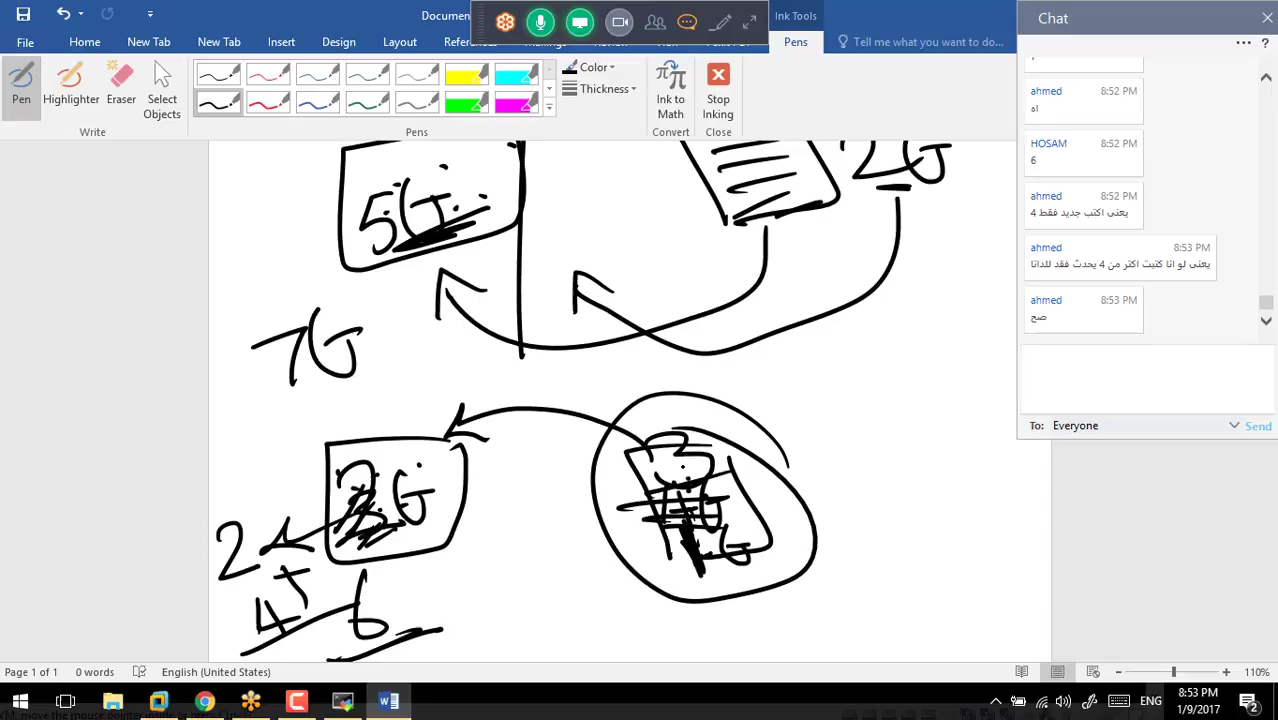 Documen
Ink Tools
File
Home
New Tab
New Tab
Insert
Design
Layout
Pens
Tell me what you want to do...
Pen
Highlighter
Eraser
Select Objects
Color
Thickness
Ink to Math
Stop Inking
Write
Pens
Convert
Close
Chat
ahmed 8:52 PM
اه
HOSAM 8:52 PM
6
ahmed 8:52 PM
يعنى اكتب جديد فقط 4
ahmed 8:53 PM
يعنى لو انا كتبت اكتر من 4 يحدث فقد للداتا
ahmed 8:53 PM
صح
To: Everyone
Send
5G
2G
7G
G
3
G
2
+
4
6
Page 1 of 1
0 words
English (United States)
110%
ENG
8:53 PM
1/9/2017
2